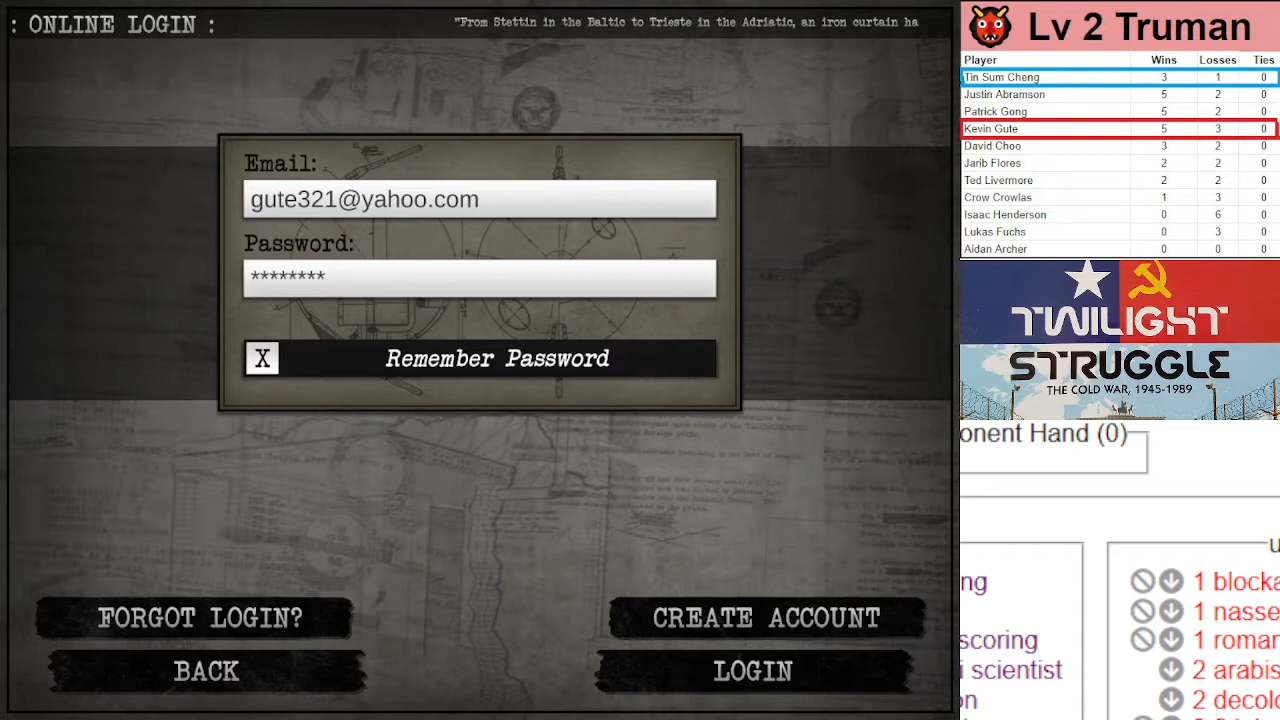 : ONLINE LOGIN :
"From Stettin in the Baltic to Trieste in the Adriatic, an iron curtain ha
Email:
gute321@yahoo.com
Password:
********
X Remember Password
FORGOT LOGIN?
CREATE ACCOUNT
BACK
LOGIN
Lv 2 Truman
Player Wins Losses Ties
Tin Sum Cheng 3 1 0
Justin Abramson 5 2 0
Patrick Gong 5 2 0
Kevin Gute 5 3 0
David Choo 3 2 0
Jarib Flores 2 2 0
Ted Livermore 2 2 0
Crow Crowlas 1 3 0
Isaac Henderson 0 6 0
Lukas Fuchs 0 3 0
Aidan Archer 0 0 0
TWILIGHT
STRUGGLE
THE COLD WAR, 1945-1989
onent Hand (0)
u
ng
1 blocka
1 nasse
scoring
1 roman
i scientist
2 arabis
on
2 decolo